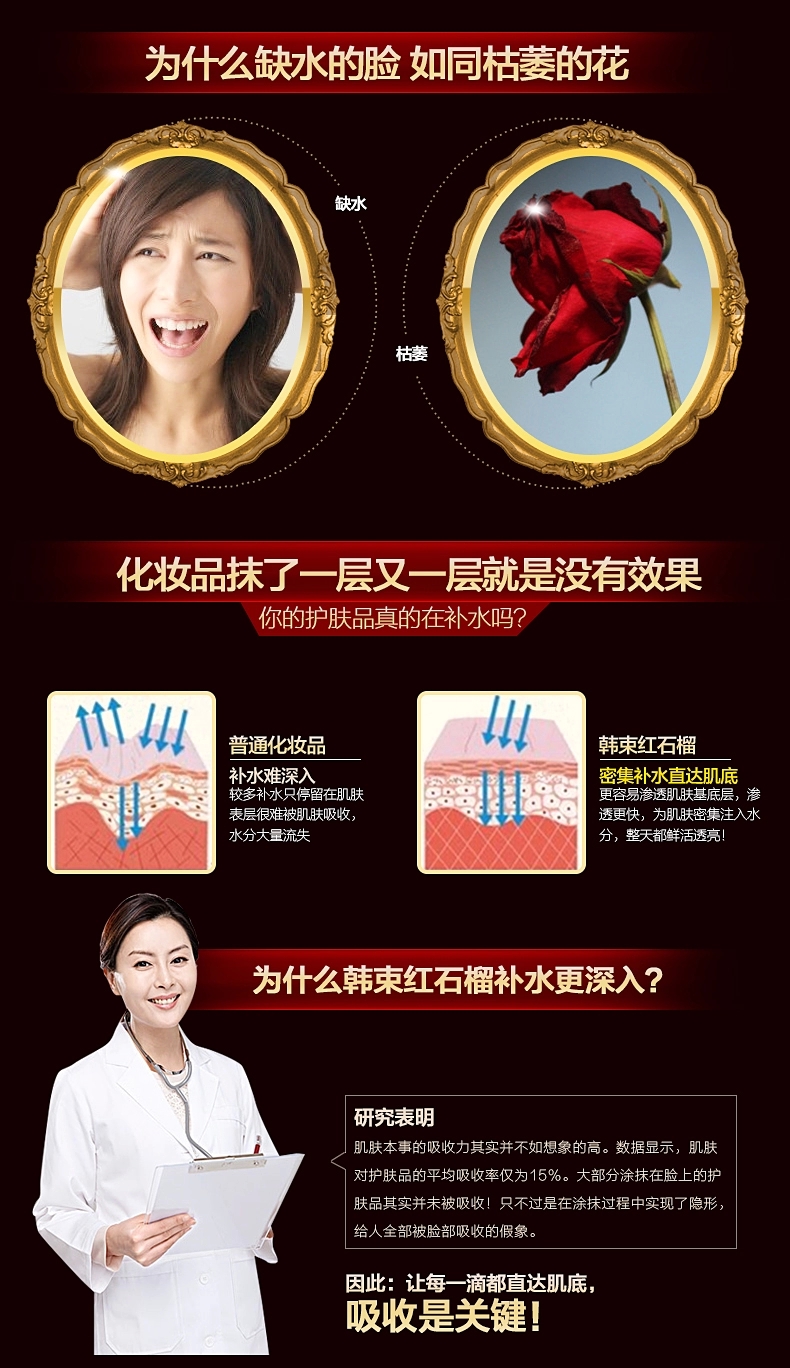 为什么缺水的脸 如同枯萎的花
缺水
枯萎
化妆品抹了一层又一层就是没有效果
你的护肤品真的在补水吗？
普通化妆品
补水难深入
较多补水只停留在肌肤
表层很难被肌肤吸收，
水分大量流失
韩束红石榴
密集补水直达肌底
更容易渗透肌肤基底层，渗
透更快，为肌肤密集注入水
分，整天都鲜活透亮！
为什么韩束红石榴补水更深入？
研究表明
肌肤本事的吸收力其实并不如想象的高。数据显示，肌肤
对护肤品的平均吸收率仅为15%。大部分涂抹在脸上的护
肤品其实并未被吸收！只不过是在涂抹过程中实现了隐形，
给人全部被脸部吸收的假象。
因此：让每一滴都直达肌底，
吸收是关键！